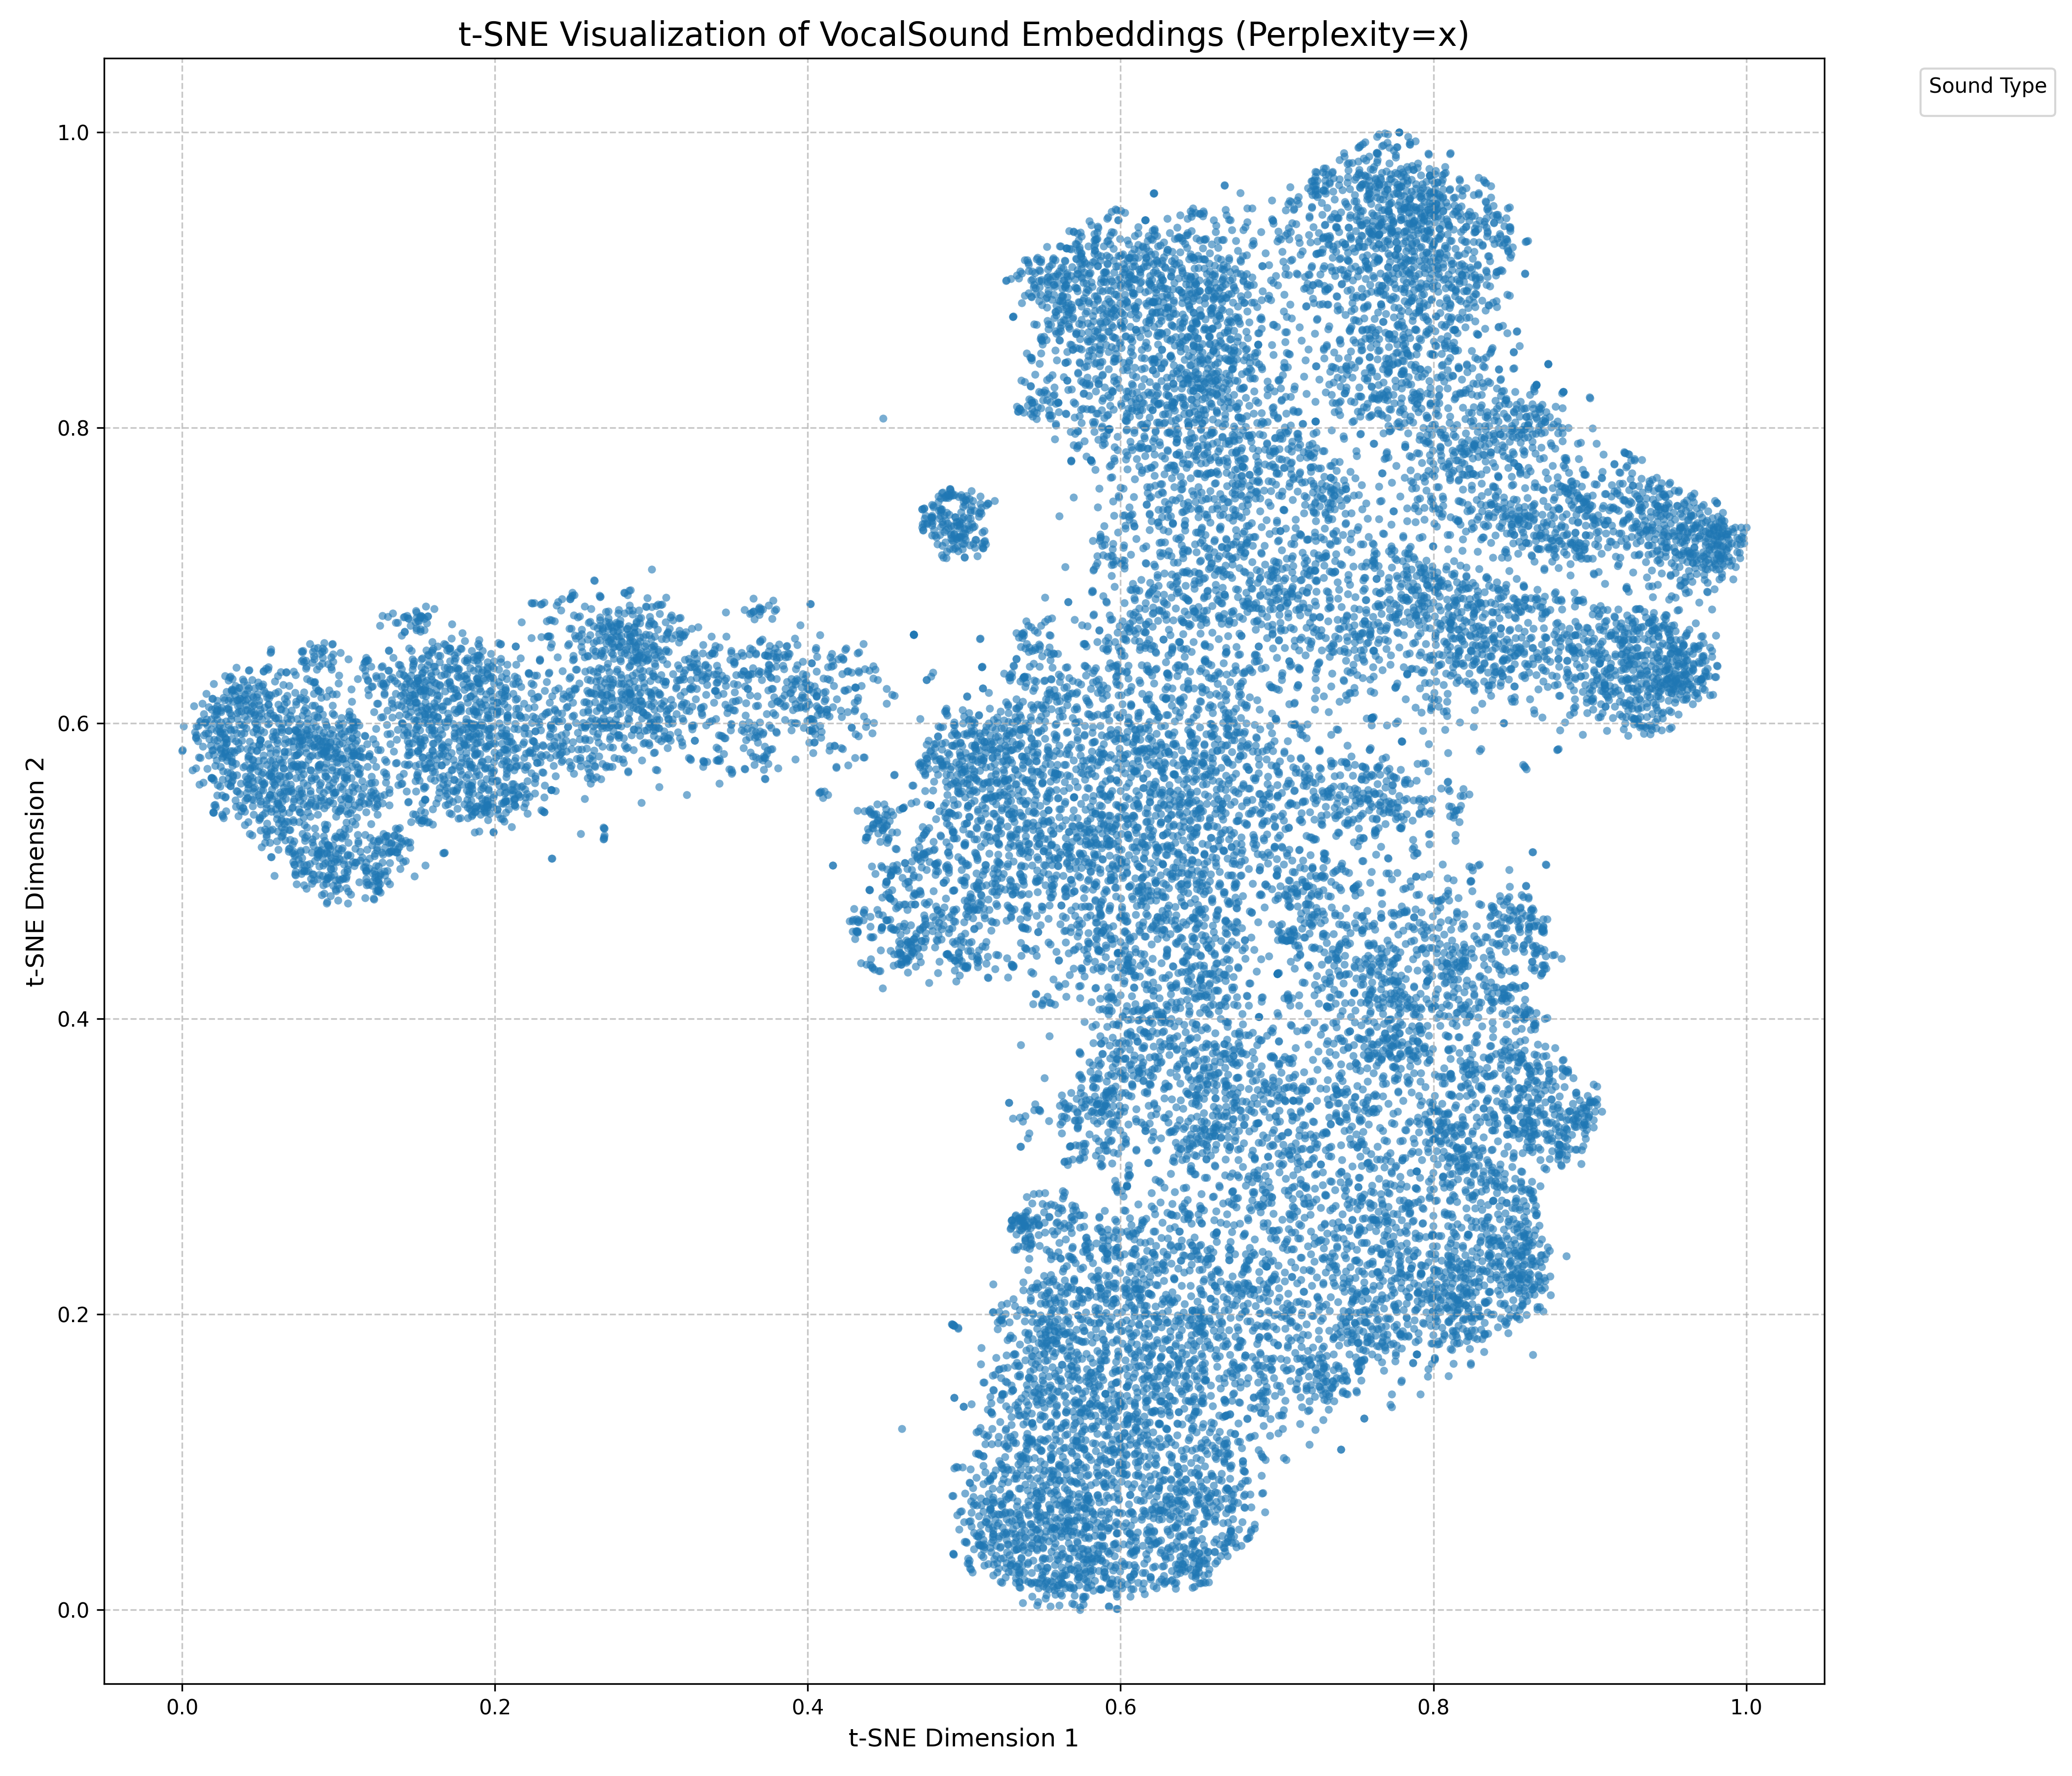 t-SNE Visualization of VocalSound Embeddings (Perplexity=x)
Sound Type
1.0
0.8
0.6
0.4
0.2
0.0
t-SNE Dimension 2
0.0 0.2 0.4 0.6 0.8 1.0
t-SNE Dimension 1